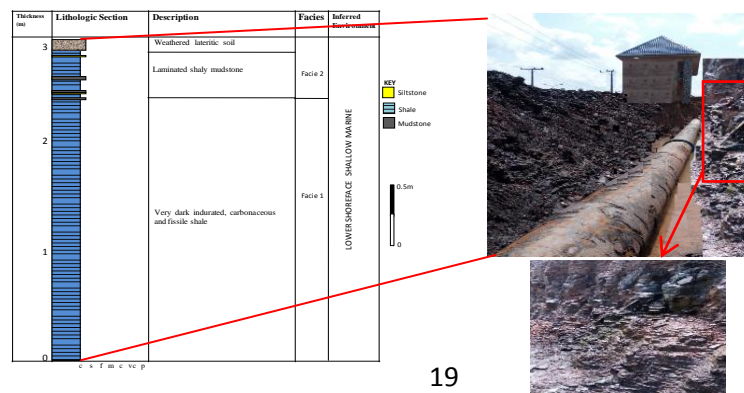 Thickness (m) Lithologic Section Description Facies Inferred Environment
3
Weathered lateritic soil
Laminated shaly mudstone
Facie 2
2
Very dark indurated, carbonaceous
and fissile shale
Facie 1
1
0
c s f m c vc p
LOWER SHOREFACE SHALLOW MARINE
KEY
Siltstone
Shale
Mudstone
0.5m
0
19